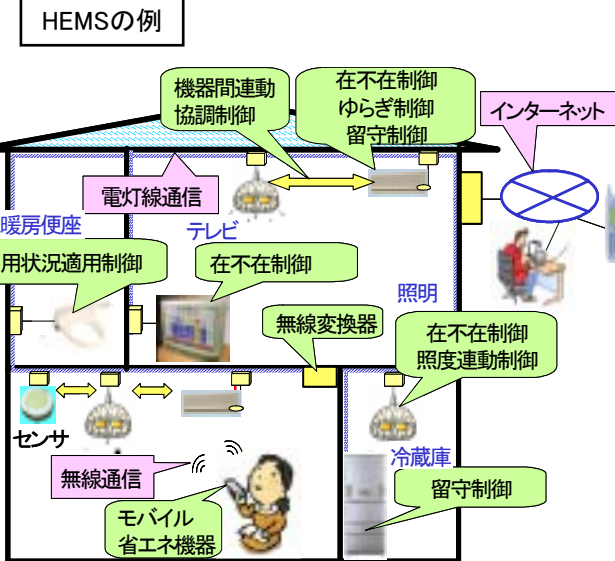 HEMSの例
機器間連動
協調制御
在不在制御
ゆらぎ制御
留守制御
インターネット
電灯線通信
暖房便座
テレビ
用状況適用制御
在不在制御
照明
無線変換器
在不在制御
照度連動制御
センサ
冷蔵庫
無線通信
留守制御
モバイル
省エネ機器